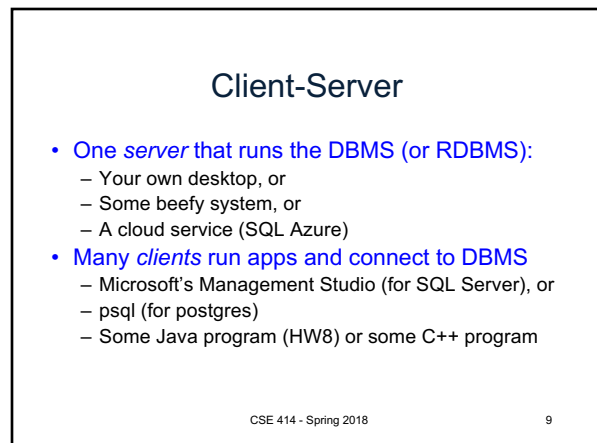 Client-Server
• One server that runs the DBMS (or RDBMS):
– Your own desktop, or
– Some beefy system, or
– A cloud service (SQL Azure)
• Many clients run apps and connect to DBMS
– Microsoft's Management Studio (for SQL Server), or
– psql (for postgres)
– Some Java program (HW8) or some C++ program
CSE 414 - Spring 2018 9